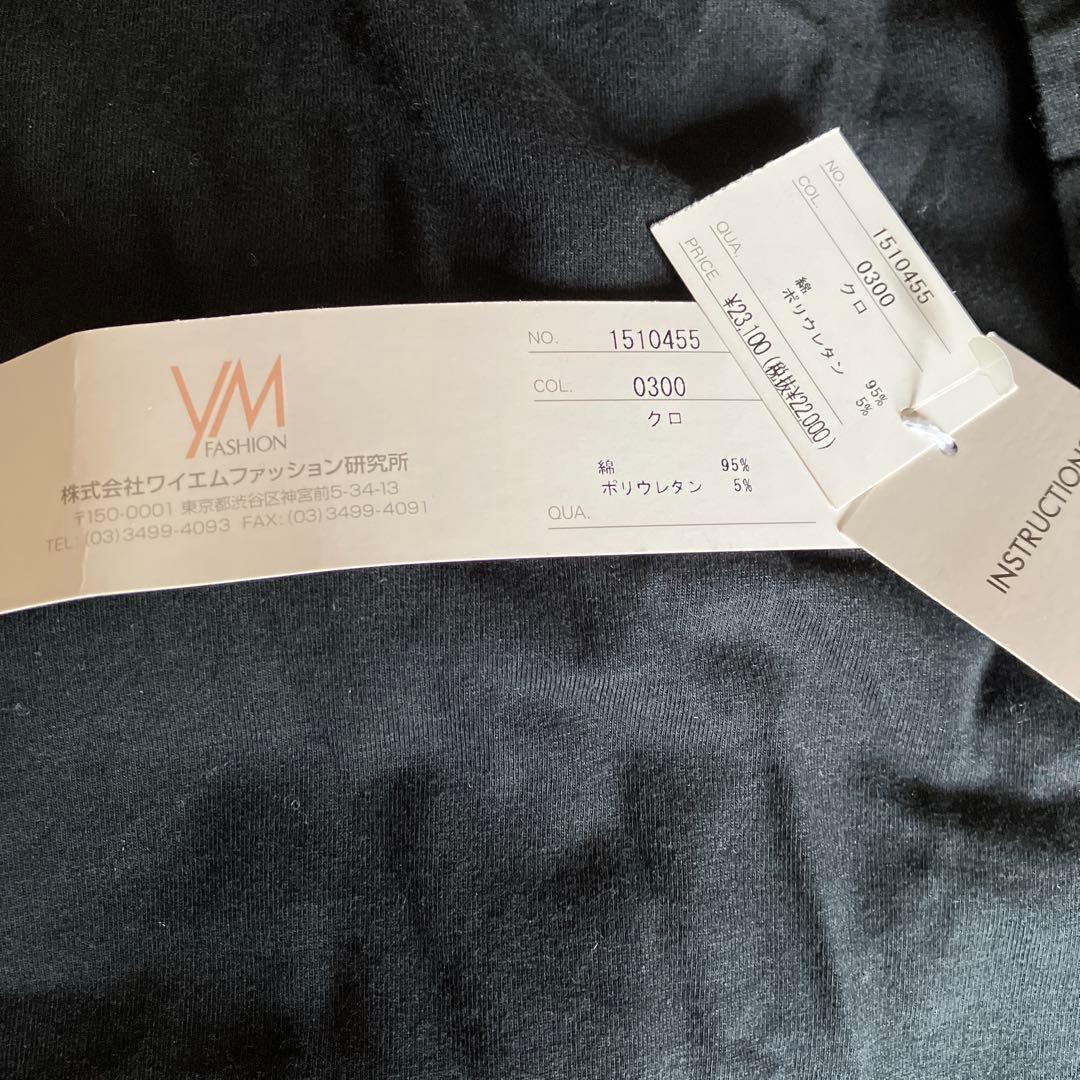 YM
FASHION
株式会社ワイエムファッション研究所
〒150-0001 東京都渋谷区神宮前5-34-13
TEL:(03)3499-4093 FAX:(03)3499-4091
NO. 1510455
COL. 0300
クロ
綿 95%
ポリウレタン 5%
QUA.
NO. 1510455
COL. 0300
クロ
QUA. 綿 95%
ポリウレタン 5%
PRICE ¥23,100(税抜¥22,000)
INSTRUCTION